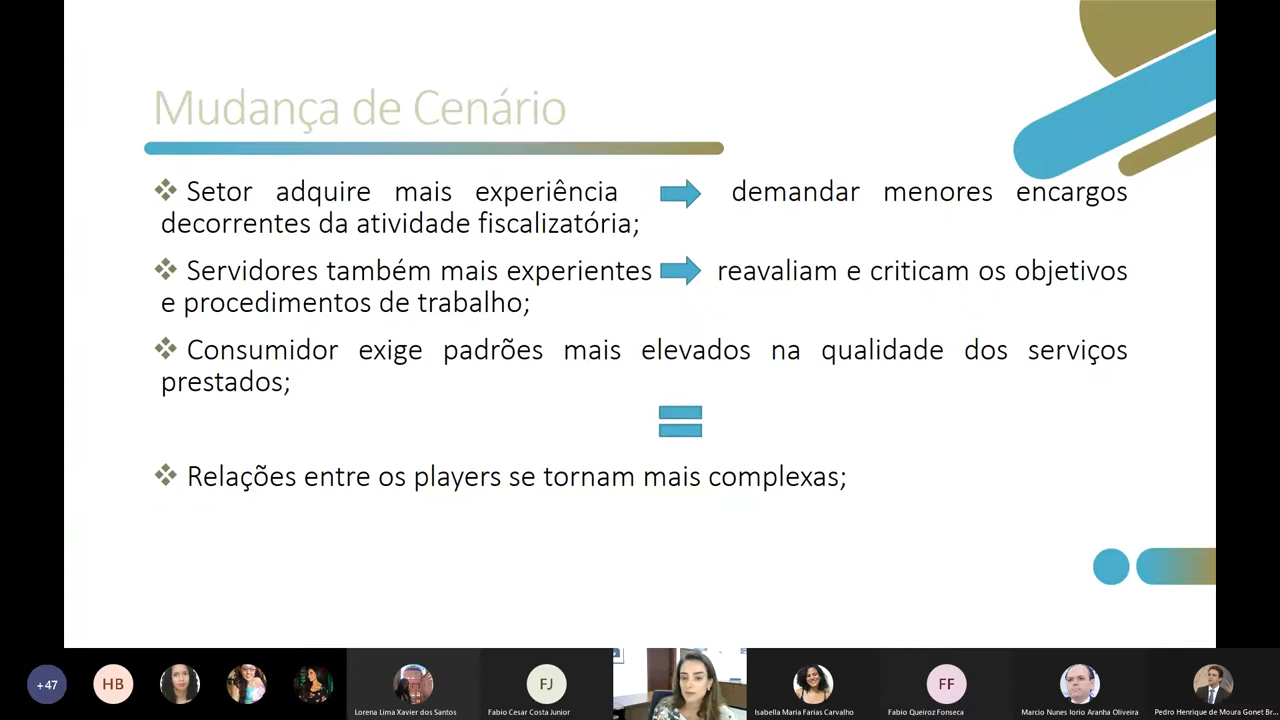 Mudança de Cenário
Setor adquire mais experiência demandar menores encargos
decorrentes da atividade fiscalizatória;
Servidores também mais experientes reavaliam e criticam os objetivos
e procedimentos de trabalho;
Consumidor exige padrões mais elevados na qualidade dos serviços
prestados;
Relações entre os players se tornam mais complexas;
+47
HB
FJ
FF
Lorena Lima Xavier dos Santos
Fabio Cesar Costa Junior
Isabella Maria Farias Carvalho
Fabio Queiroz Fonseca
Marcio Nunes Iorio Aranha Oliveira
Pedro Henrique de Moura Gonet Br...